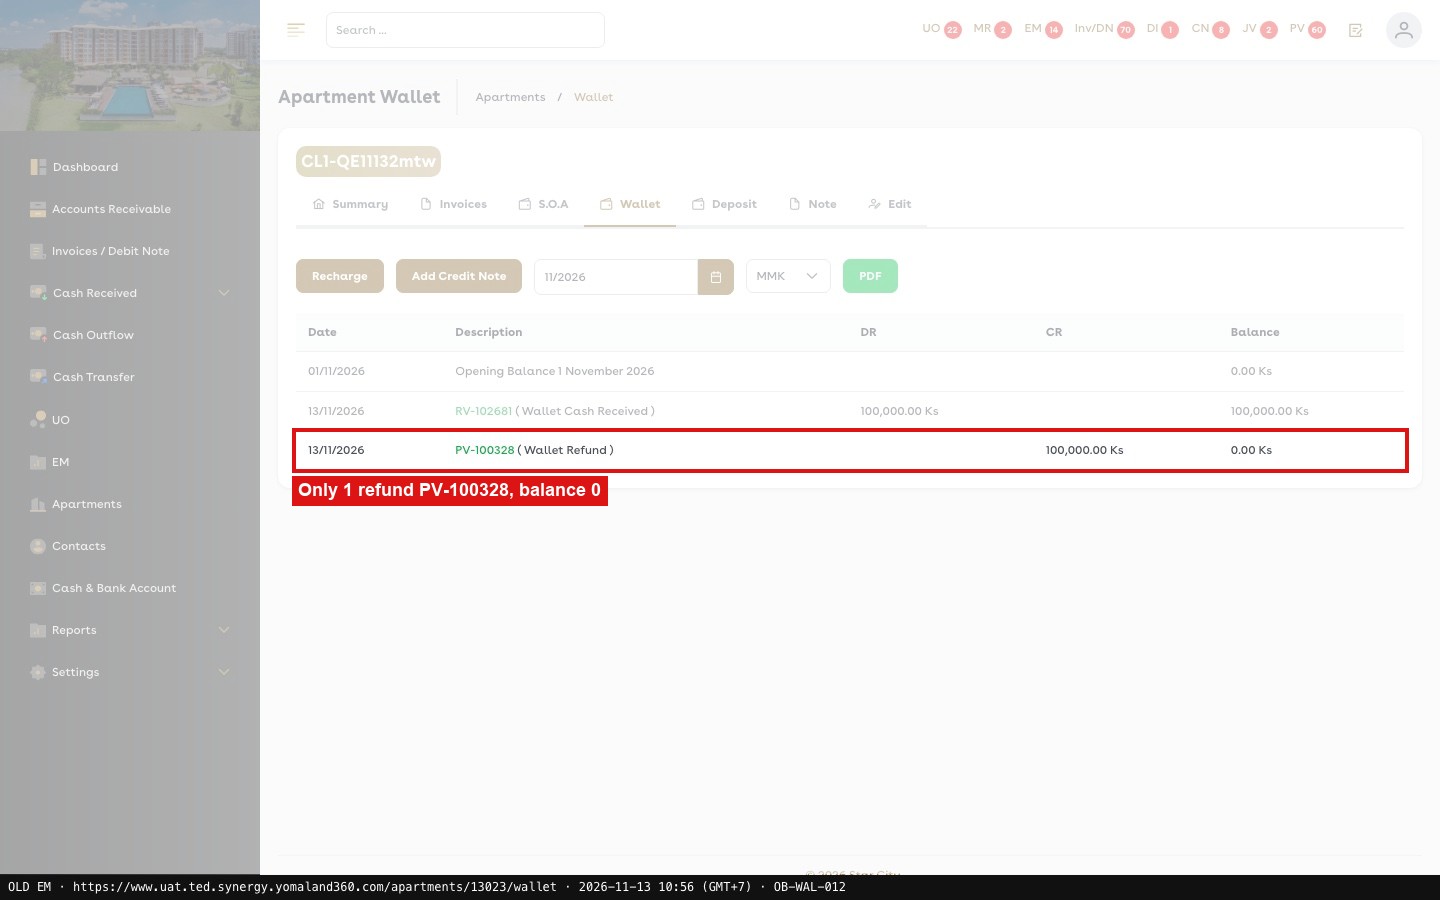 Search ...
UO 22 MR 2 EM 14 Inv/DN 70 DI 1 CN 8 JV 2 PV 60
Apartment Wallet
Apartments / Wallet
Dashboard
Accounts Receivable
Invoices / Debit Note
Cash Received
Cash Outflow
Cash Transfer
UO
EM
Apartments
Contacts
Cash & Bank Account
Reports
Settings
CL1-QE11132mtw
Summary Invoices S.O.A Wallet Deposit Note Edit
Recharge Add Credit Note 11/2026 MMK PDF
Date Description DR CR Balance
01/11/2026 Opening Balance 1 November 2026 0.00 Ks
13/11/2026 RV-102681 ( Wallet Cash Received ) 100,000.00 Ks 100,000.00 Ks
13/11/2026 PV-100328 ( Wallet Refund ) 100,000.00 Ks 0.00 Ks
Only 1 refund PV-100328, balance 0
© 2026 Star City
OLD EM · https://www.uat.ted.synergy.yomaland360.com/apartments/13023/wallet · 2026-11-13 10:56 (GMT+7) · OB-WAL-012